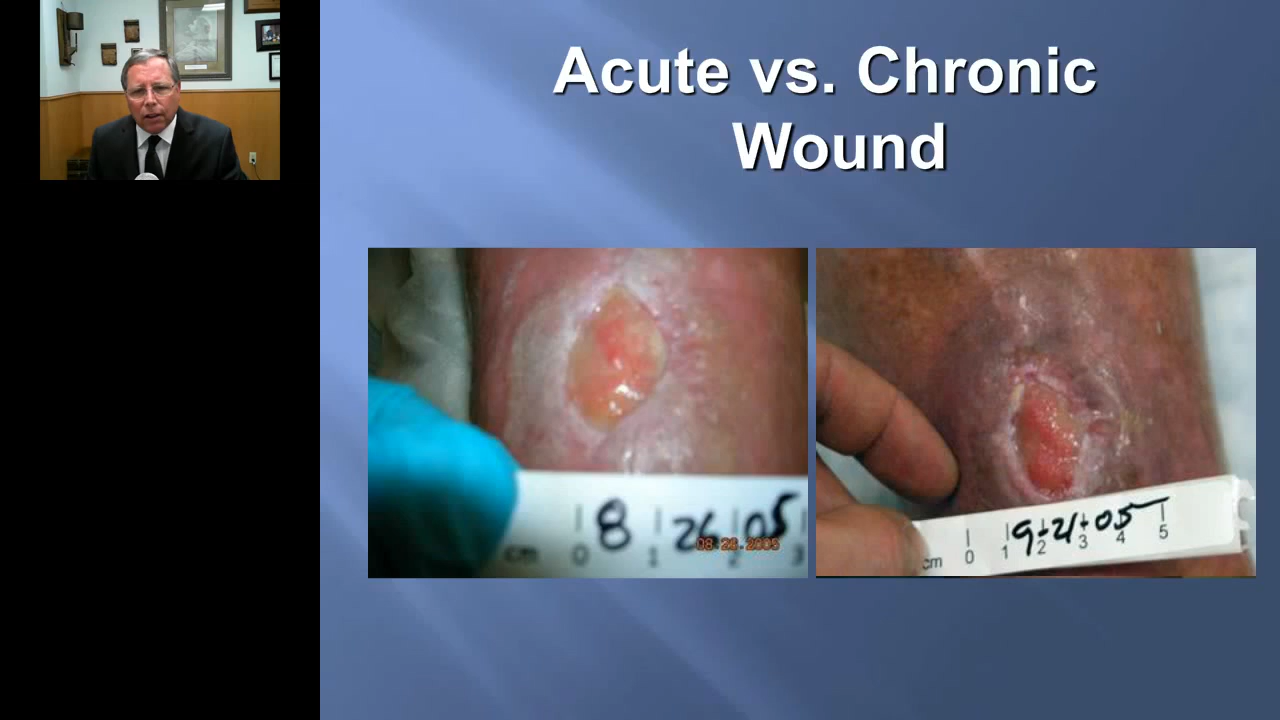 Acute vs. Chronic
Wound
8 26 05
08.26.2005
cm 0 1 2 3
9-21-05
cm 0 1 2 3 4 5